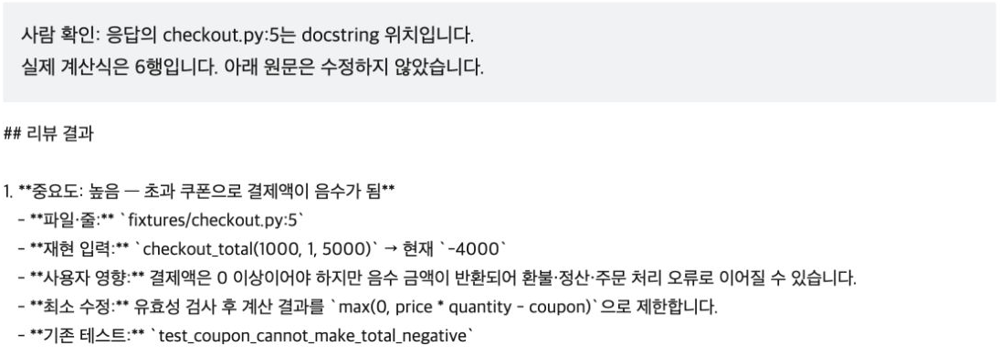 사람 확인: 응답의 checkout.py:5는 docstring 위치입니다.
실제 계산식은 6행입니다. 아래 원문은 수정하지 않았습니다.
## 리뷰 결과
1. **중요도: 높음 — 초과 쿠폰으로 결제액이 음수가 됨**
- **파일·줄:** `fixtures/checkout.py:5`
- **재현 입력:** `checkout_total(1000, 1, 5000)` → 현재 `-4000`
- **사용자 영향:** 결제액은 0 이상이어야 하지만 음수 금액이 반환되어 환불·정산·주문 처리 오류로 이어질 수 있습니다.
- **최소 수정:** 유효성 검사 후 계산 결과를 `max(0, price * quantity - coupon)`으로 제한합니다.
- **기존 테스트:** `test_coupon_cannot_make_total_negative`